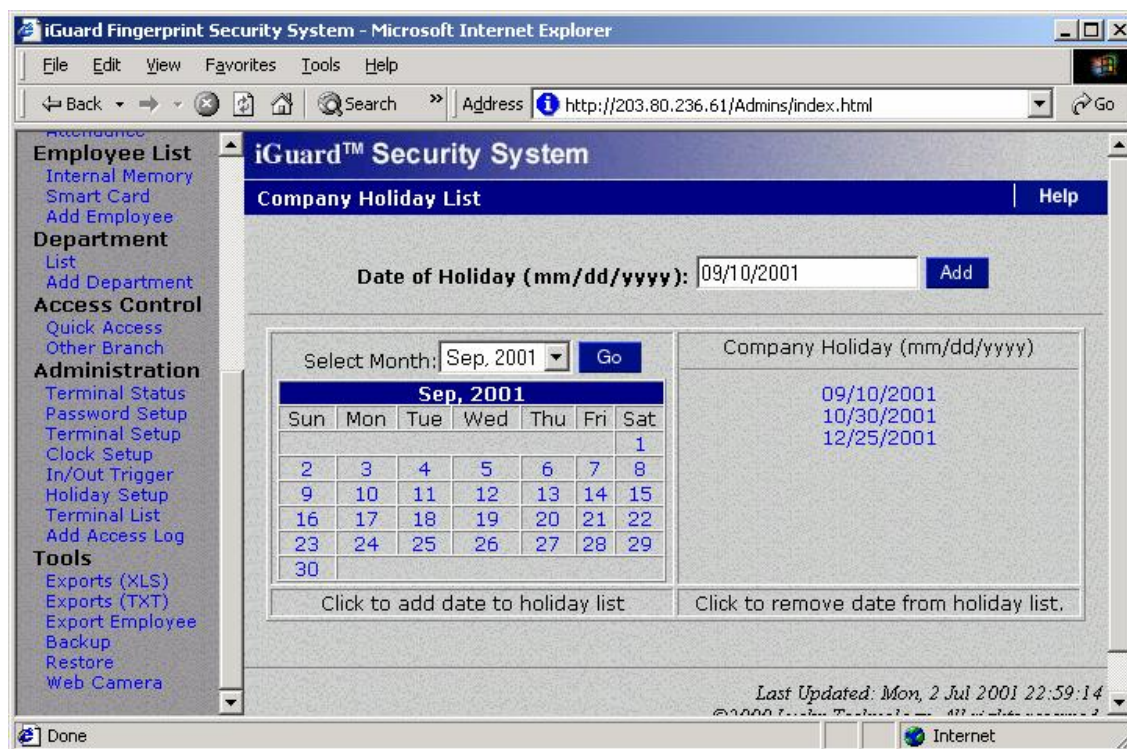 iGuard Fingerprint Security System - Microsoft Internet Explorer
File Edit View Favorites Tools Help
Back Search » Address http://203.80.236.61/Admins/index.html Go
Attendance
Employee List
Internal Memory
Smart Card
Add Employee
Department
List
Add Department
Access Control
Quick Access
Other Branch
Administration
Terminal Status
Password Setup
Terminal Setup
Clock Setup
In/Out Trigger
Holiday Setup
Terminal List
Add Access Log
Tools
Exports (XLS)
Exports (TXT)
Export Employee
Backup
Restore
Web Camera
iGuard™ Security System
Company Holiday List Help
Date of Holiday (mm/dd/yyyy): 09/10/2001 Add
Select Month: Sep, 2001 Go
Sep, 2001
Sun Mon Tue Wed Thu Fri Sat
1
2 3 4 5 6 7 8
9 10 11 12 13 14 15
16 17 18 19 20 21 22
23 24 25 26 27 28 29
30
Click to add date to holiday list
Company Holiday (mm/dd/yyyy)
09/10/2001
10/30/2001
12/25/2001
Click to remove date from holiday list.
Last Updated: Mon, 2 Jul 2001 22:59:14
Done Internet